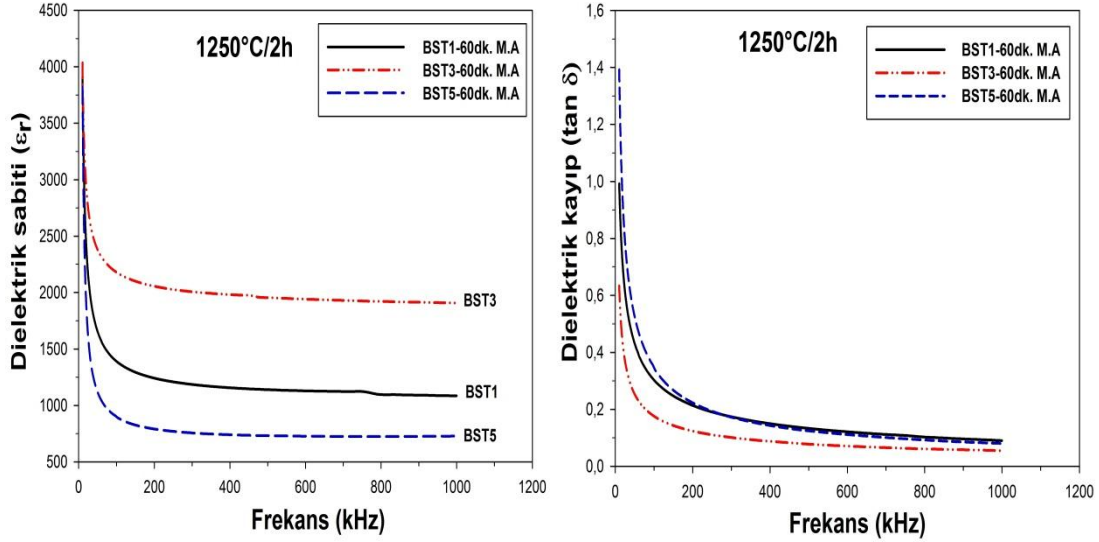 1250°C/2h
BST1-60dk. M.A
BST3-60dk. M.A
BST5-60dk. M.A
Dielektrik sabiti (εr)
4500
4000
3500
3000
2500
2000
1500
1000
500
BST3
BST1
BST5
0 200 400 600 800 1000 1200
Frekans (kHz)
1250°C/2h
BST1-60dk. M.A
BST3-60dk. M.A
BST5-60dk. M.A
Dielektrik kayıp (tan δ)
1,6
1,4
1,2
1,0
0,8
0,6
0,4
0,2
0,0
0 200 400 600 800 1000 1200
Frekans (kHz)